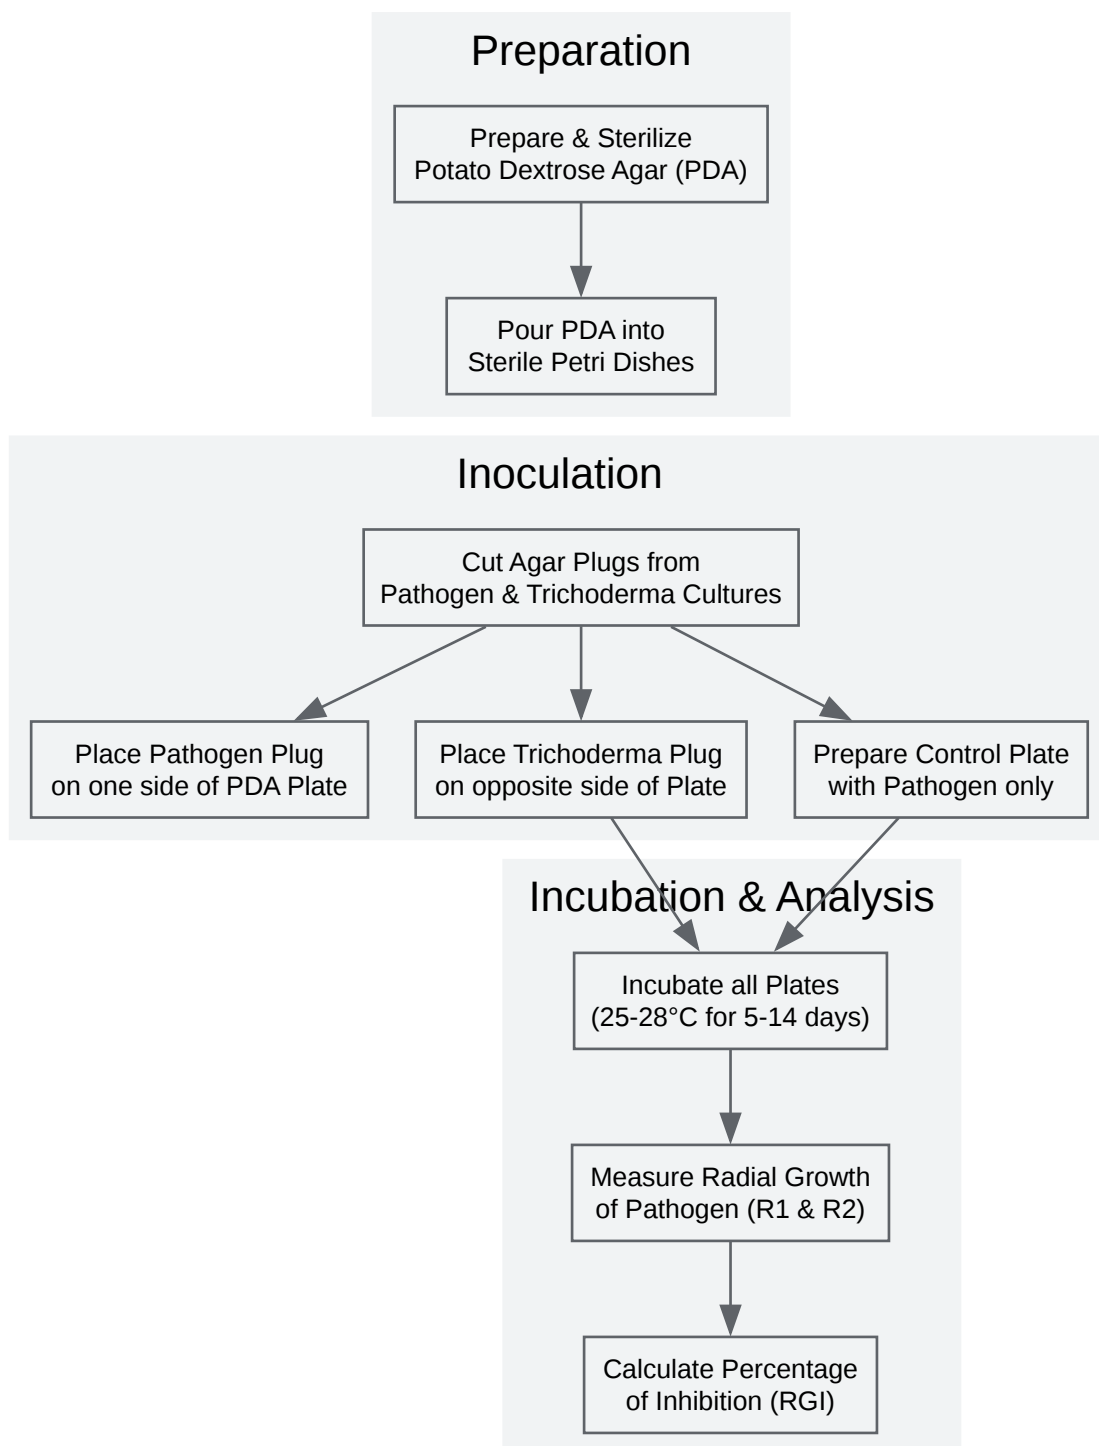 Preparation
Prepare & Sterilize
Potato Dextrose Agar (PDA)
Pour PDA into
Sterile Petri Dishes
Inoculation
Cut Agar Plugs from
Pathogen & Trichoderma Cultures
Place Pathogen Plug
on one side of PDA Plate
Place Trichoderma Plug
on opposite side of Plate
Prepare Control Plate
with Pathogen only
Incubation & Analysis
Incubate all Plates
(25-28°C for 5-14 days)
Measure Radial Growth
of Pathogen (R1 & R2)
Calculate Percentage
of Inhibition (RGI)